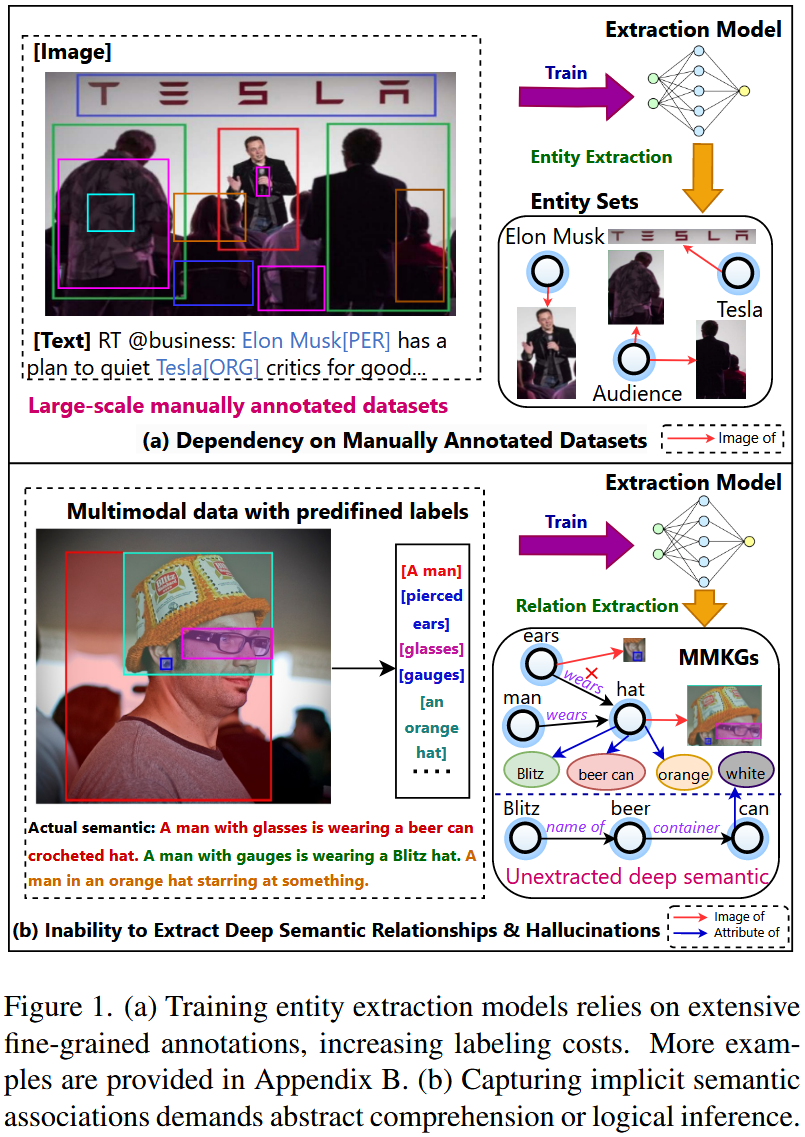 Extraction Model
[Image]
TESLA
Train
Entity Extraction
Entity Sets
Elon Musk
TESLA
Tesla
Audience
[Text] RT @business: Elon Musk[PER] has a
plan to quiet Tesla[ORG] critics for good...
Large-scale manually annotated datasets
(a) Dependency on Manually Annotated Datasets
Image of
Extraction Model
Multimodal data with predifined labels
Train
[A man]
[pierced
ears]
[glasses]
[gauges]
[an
orange
hat]
....
Blitz
Relation Extraction
MMKGs
ears
wears
man
wears
hat
Blitz
beer can
orange
white
Blitz
name of
beer
container
can
Unextracted deep semantic
Actual semantic: A man with glasses is wearing a beer can
crocheted hat. A man with gauges is wearing a Blitz hat. A
man in an orange hat starring at something.
(b) Inability to Extract Deep Semantic Relationships & Hallucinations
Image of
Attribute of
Figure 1. (a) Training entity extraction models relies on extensive
fine-grained annotations, increasing labeling costs. More exam-
ples are provided in Appendix B. (b) Capturing implicit semantic
associations demands abstract comprehension or logical inference.